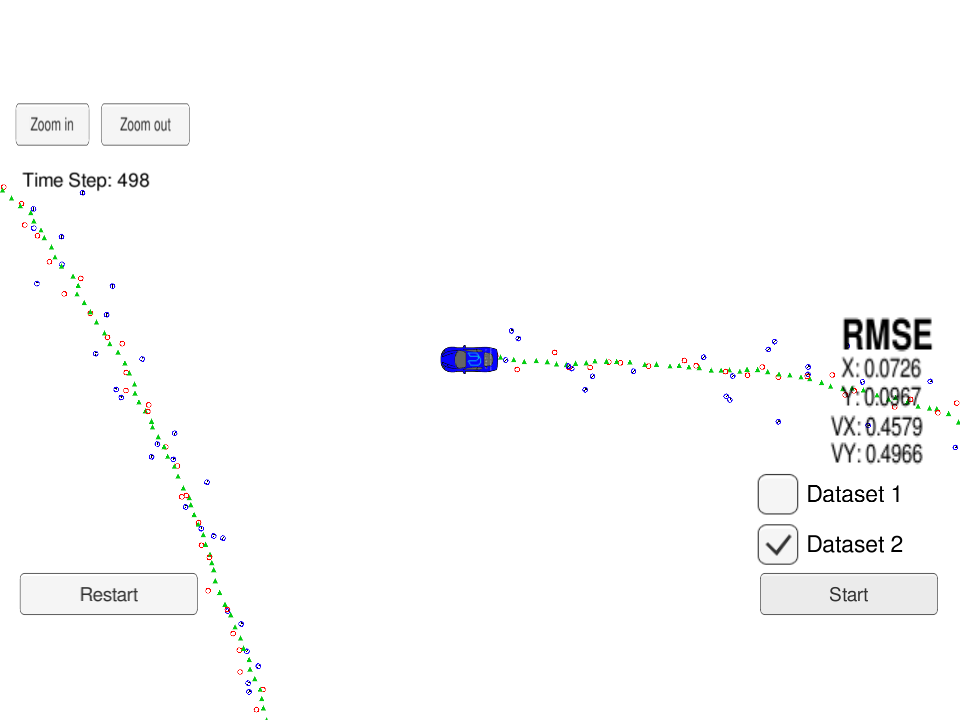 Zoom in Zoom out
Time Step: 498
RMSE
X: 0.0726
Y: 0.0967
VX: 0.4579
VY: 0.4966
Dataset 1
Dataset 2
Restart Start